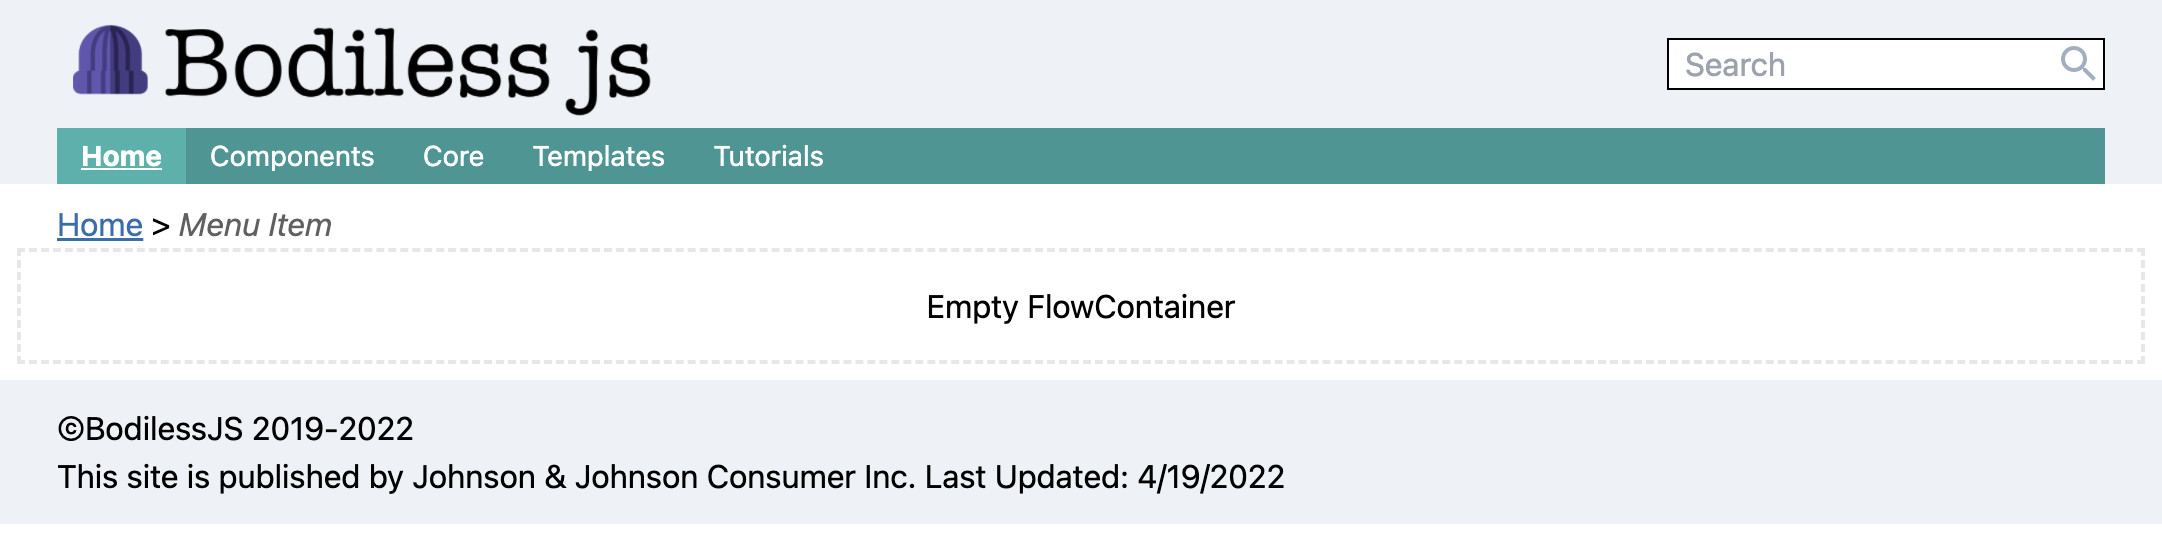 Bodiless js
Search
Home Components Core Templates Tutorials
Home > Menu Item
Empty FlowContainer
©BodilessJS 2019-2022
This site is published by Johnson & Johnson Consumer Inc. Last Updated: 4/19/2022